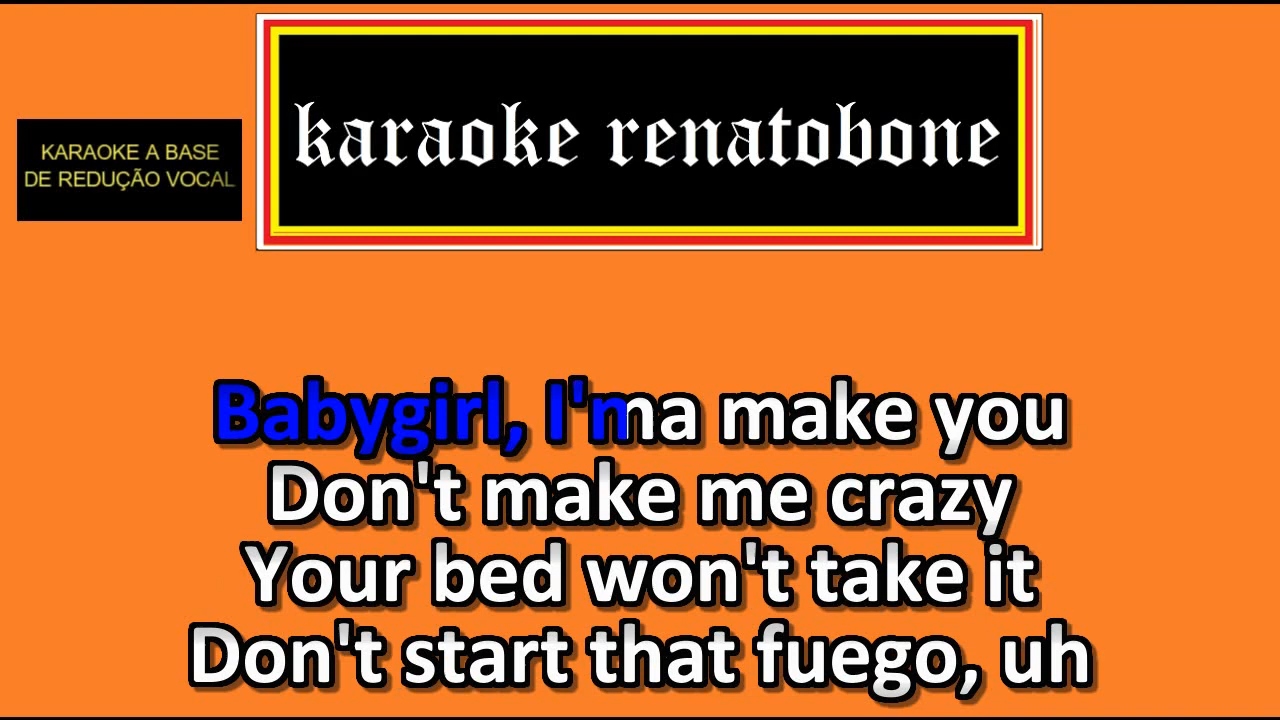 karaoke renatobone
KARAOKE A BASE
DE REDUÇÃO VOCAL
Babygirl, I'ma make you
Don't make me crazy
Your bed won't take it
Don't start that fuego, uh